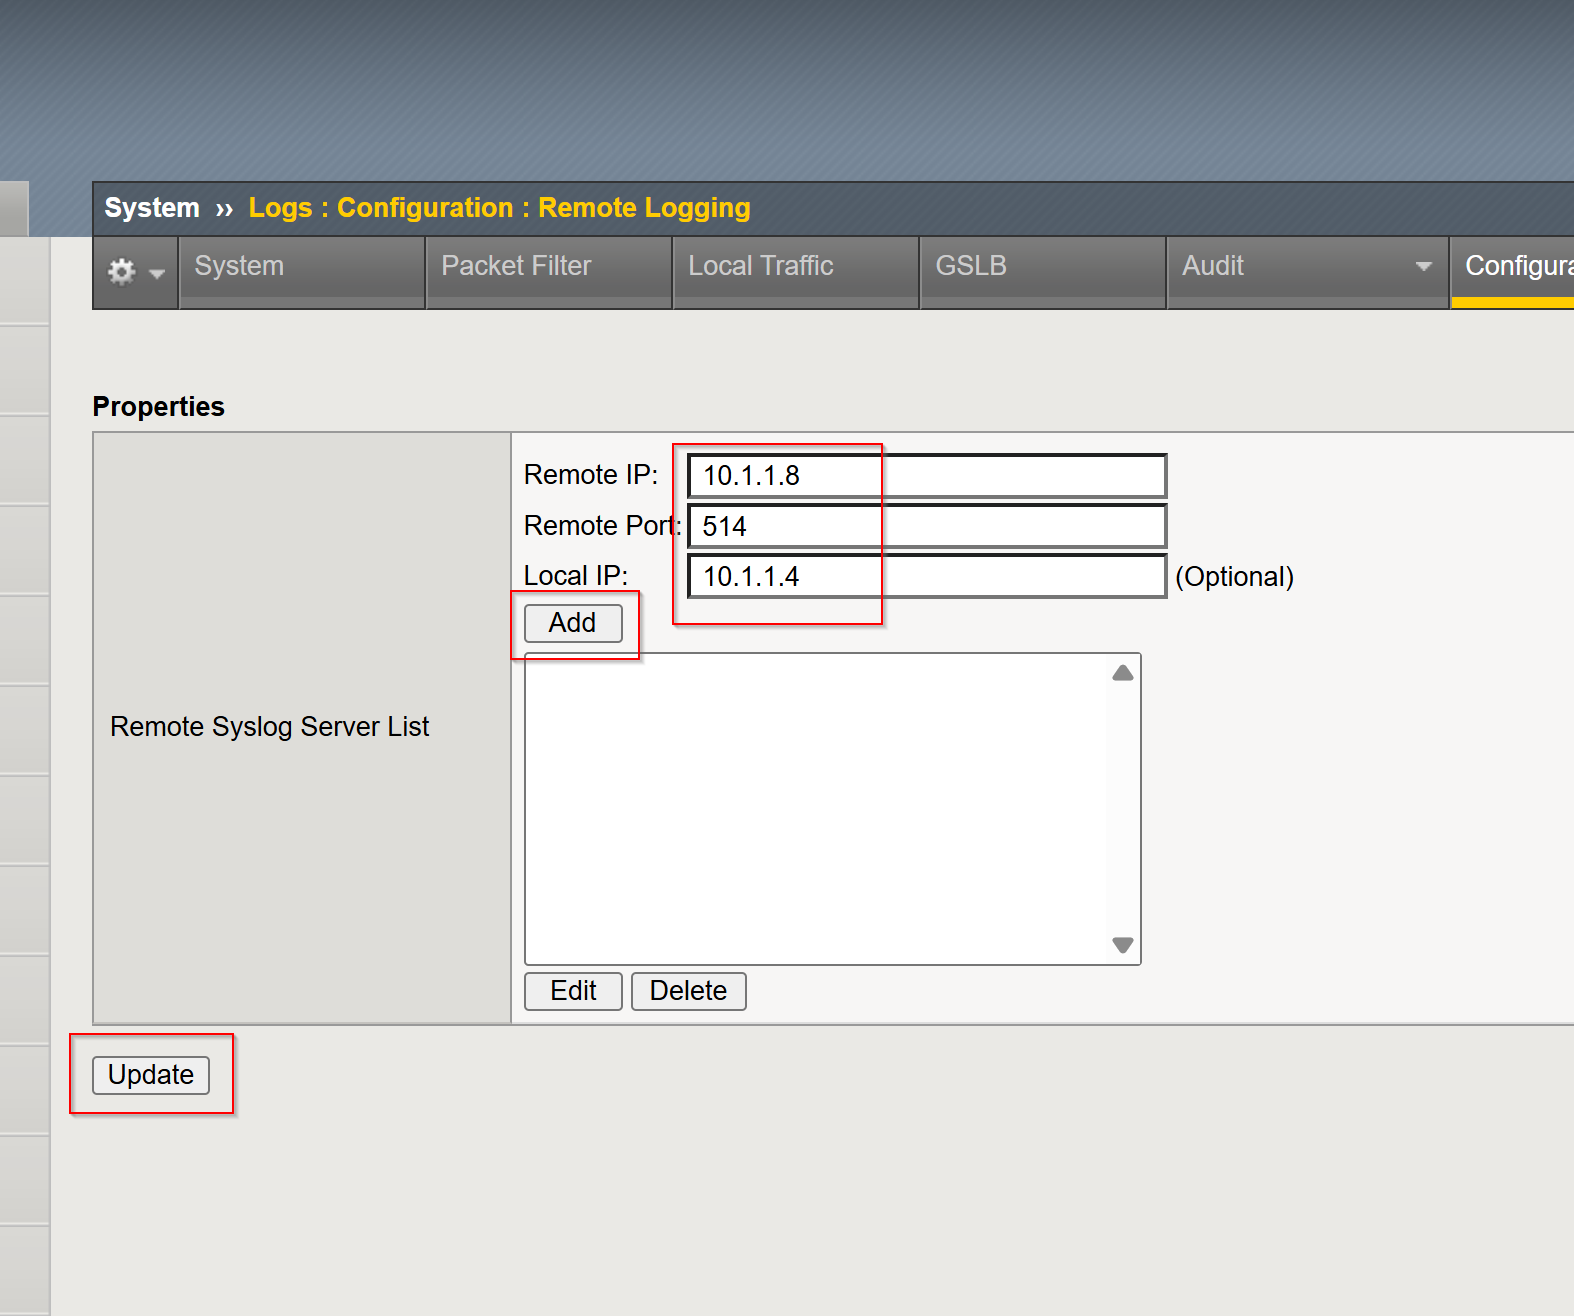 System ›› Logs : Configuration : Remote Logging
System Packet Filter Local Traffic GSLB Audit Configura
Properties
Remote IP: 10.1.1.8
Remote Port: 514
Local IP: 10.1.1.4 (Optional)
Add
Remote Syslog Server List
Edit Delete
Update